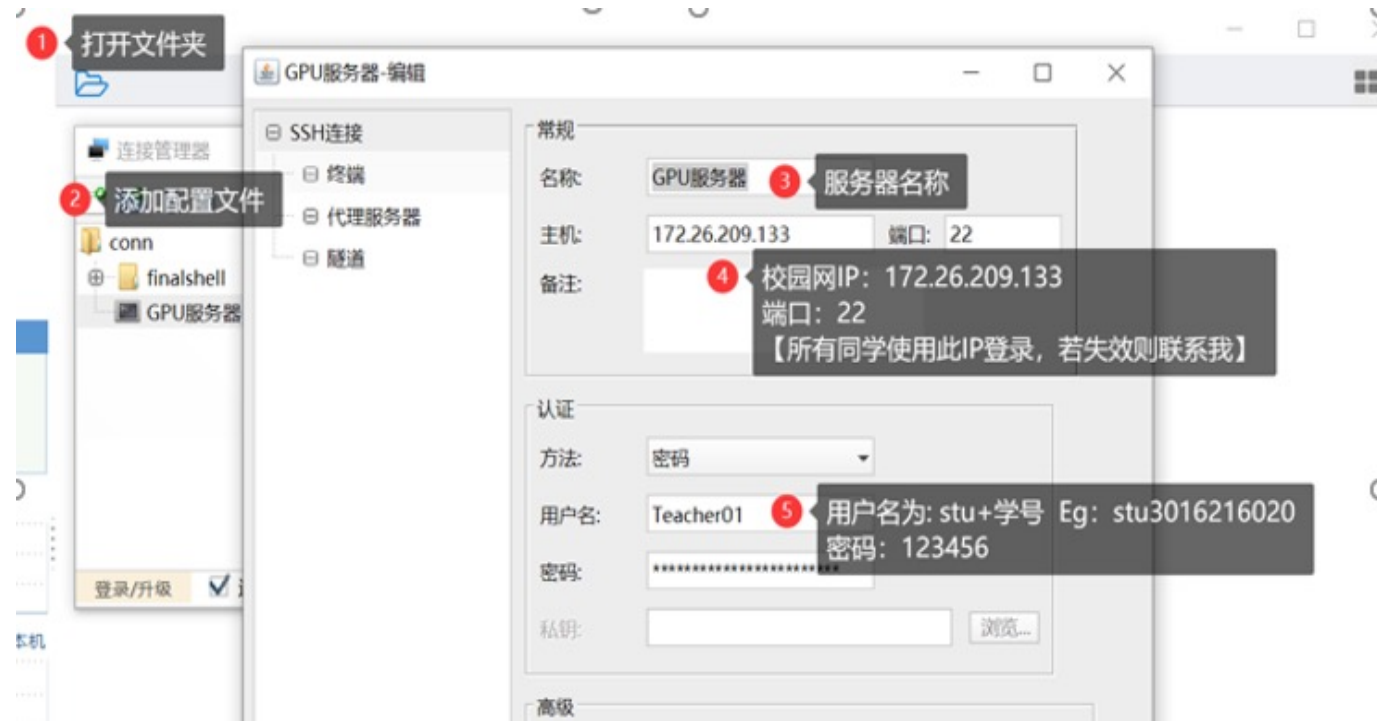 1 打开文件夹
GPU服务器-编辑
连接管理器
2 添加配置文件
conn
finalshell
GPU服务器
登录/升级
本机
SSH连接
终端
代理服务器
隧道
常规
名称: GPU服务器 3 服务器名称
主机: 172.26.209.133 端口: 22
备注:
4 校园网IP：172.26.209.133
端口：22
【所有同学使用此IP登录，若失效则联系我】
认证
方法: 密码
用户名: Teacher01
5 用户名为: stu+学号 Eg：stu3016216020
密码：123456
密码: ************************
私钥: 浏览...
高级